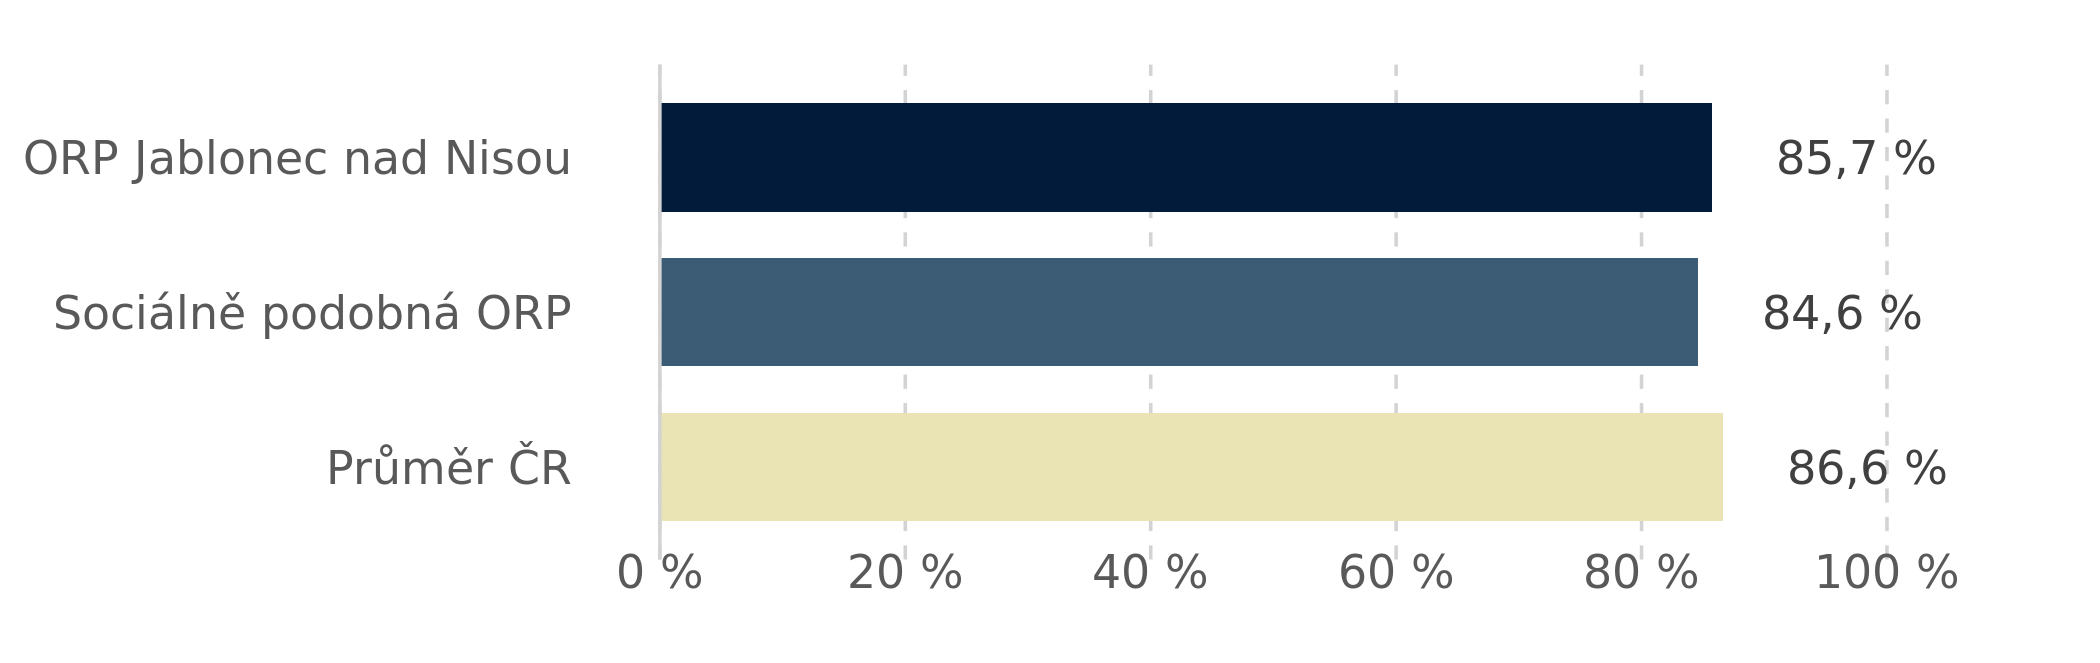 ORP Jablonec nad Nisou 85,7 %
Sociálně podobná ORP 84,6 %
Průměr ČR 86,6 %
0 % 20 % 40 % 60 % 80 % 100 %